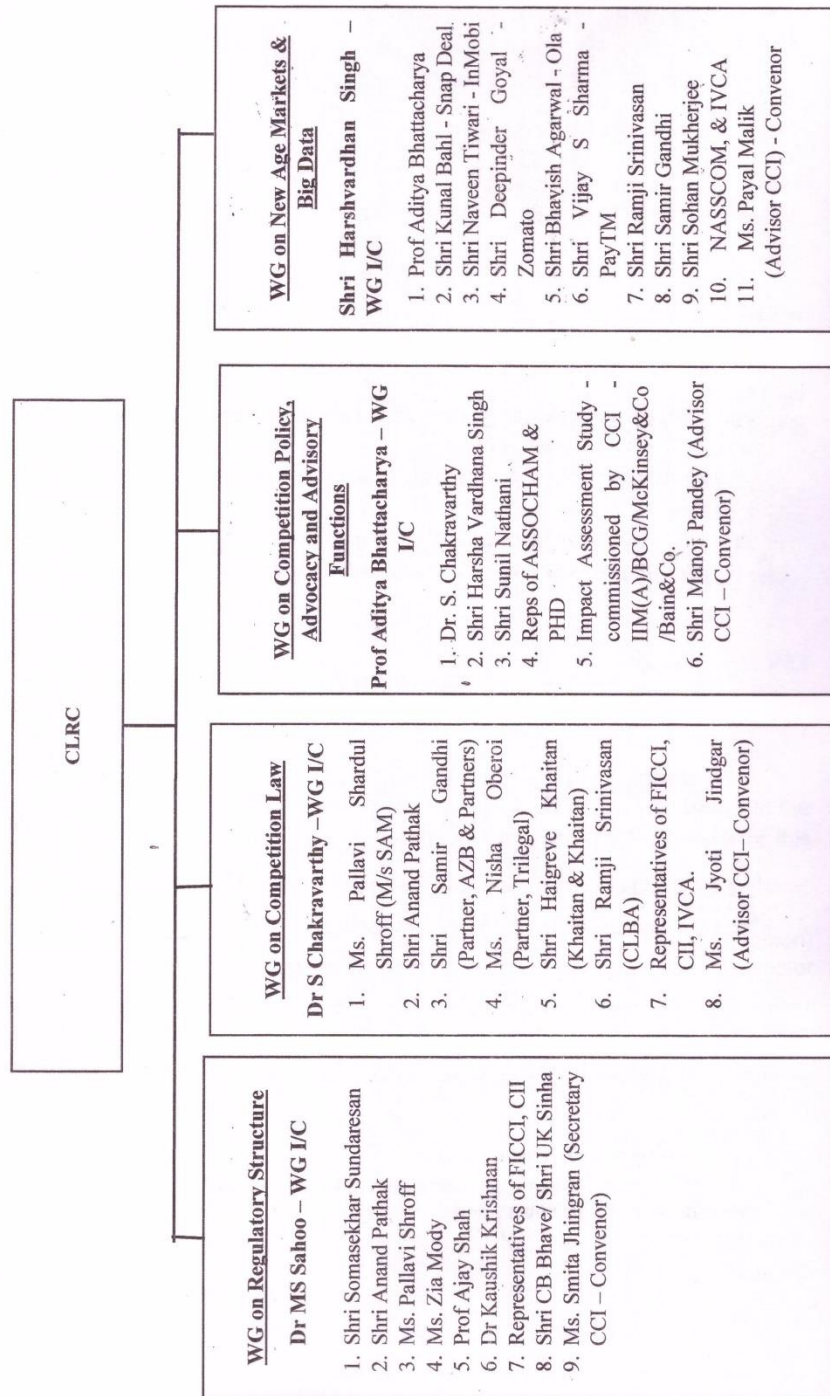 CLRC
WG on Regulatory Structure
Dr MS Sahoo – WG I/C
1. Shri Somasekhar Sundaresan
2. Shri Anand Pathak
3. Ms. Pallavi Shroff
4. Ms. Zia Mody
5. Prof Ajay Shah
6. Dr Kaushik Krishnan
7. Representatives of FICCI, CII
8. Shri CB Bhave/ Shri UK Sinha
9. Ms. Smita Jhingran (Secretary
CCI – Convenor)
WG on Competition Law
Dr S Chakravarthy –WG I/C
1. Ms. Pallavi Shardul
Shroff (M/s SAM)
2. Shri Anand Pathak
3. Shri Samir Gandhi
(Partner, AZB & Partners)
4. Ms. Nisha Oberoi
(Partner, Trilegal)
5. Shri Haigreve Khaitan
(Khaitan & Khaitan)
6. Shri Ramji Srinivasan
(CLBA)
7. Representatives of FICCI,
CII, IVCA.
8. Ms. Jyoti Jindgar
(Advisor CCI– Convenor)
WG on Competition Policy,
Advocacy and Advisory
Functions
Prof Aditya Bhattacharya – WG
I/C
1. Dr. S. Chakravarthy
2. Shri Harsha Vardhana Singh
3. Shri Sunil Nathani
4. Reps of ASSOCHAM &
PHD
5. Impact Assessment Study -
commissioned by CCI -
IIM(A)/BCG/McKinsey&Co
/Bain&Co.
6. Shri Manoj Pandey (Advisor
CCI – Convenor)
WG on New Age Markets &
Big Data
Shri Harshvardhan Singh –
WG I/C
1. Prof Aditya Bhattacharya
2. Shri Kunal Bahl - Snap Deal
3. Shri Naveen Tiwari - InMobi
4. Shri Deepinder Goyal -
Zomato
5. Shri Bhavish Agarwal - Ola
6. Shri Vijay S Sharma -
PayTM
7. Shri Ramji Srinivasan
8. Shri Samir Gandhi
9. Shri Sohan Mukherjee
10. NASSCOM, & IVCA
11. Ms. Payal Malik
(Advisor CCI) - Convenor